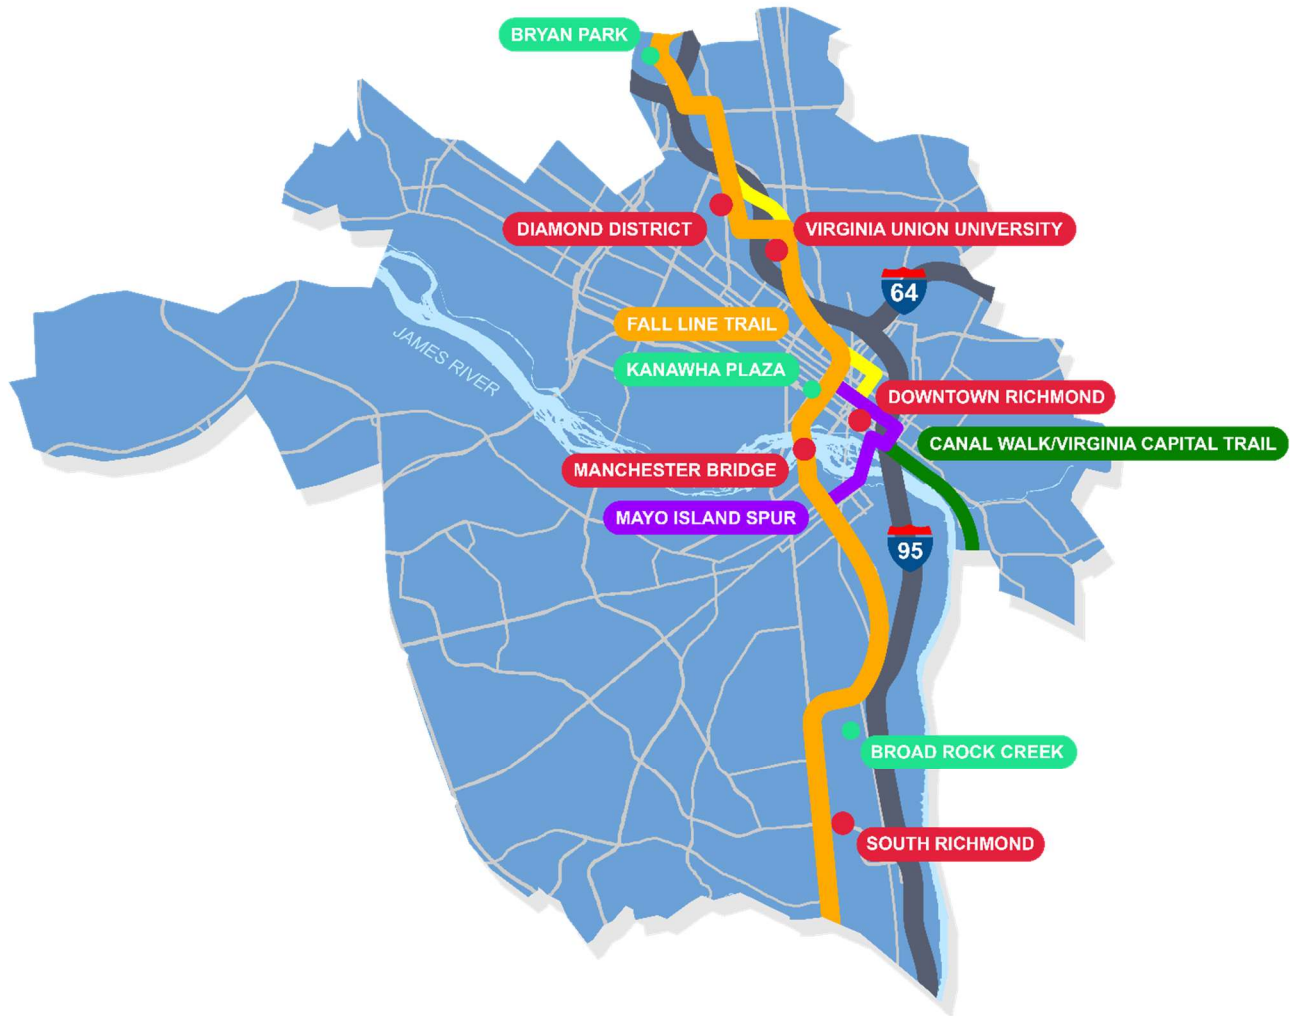 BRYAN PARK
DIAMOND DISTRICT
VIRGINIA UNION UNIVERSITY
64
FALL LINE TRAIL
JAMES RIVER
KANAWHA PLAZA
DOWNTOWN RICHMOND
CANAL WALK/VIRGINIA CAPITAL TRAIL
MANCHESTER BRIDGE
MAYO ISLAND SPUR
95
BROAD ROCK CREEK
SOUTH RICHMOND